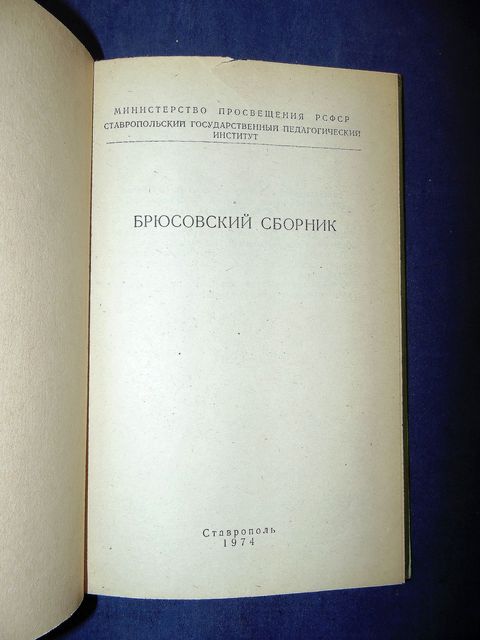 МИНИСТЕРСТВО ПРОСВЕЩЕНИЯ РСФСР
СТАВРОПОЛЬСКИЙ ГОСУДАРСТВЕННЫЙ ПЕДАГОГИЧЕСКИЙ
ИНСТИТУТ
БРЮСОВСКИЙ СБОРНИК
Ставрополь
1974